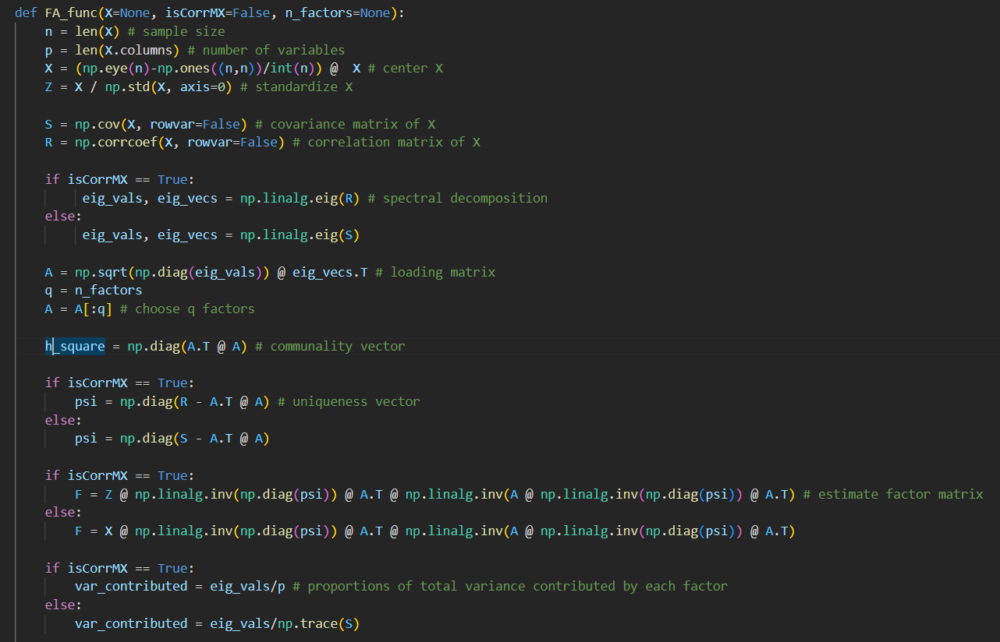 def FA_func(X=None, isCorrMX=False, n_factors=None):
    n = len(X) # sample size
    p = len(X.columns) # number of variables
    X = (np.eye(n)-np.ones((n,n))/int(n)) @  X # center X
    Z = X / np.std(X, axis=0) # standardize X
    S = np.cov(X, rowvar=False) # covariance matrix of X
    R = np.corrcoef(X, rowvar=False) # correlation matrix of X
    if isCorrMX == True:
         eig_vals, eig_vecs = np.linalg.eig(R) # spectral decomposition
    else:
         eig_vals, eig_vecs = np.linalg.eig(S)
    A = np.sqrt(np.diag(eig_vals)) @ eig_vecs.T # loading matrix
    q = n_factors
    A = A[:q] # choose q factors
    h_square = np.diag(A.T @ A) # communality vector
    if isCorrMX == True:
        psi = np.diag(R - A.T @ A) # uniqueness vector
    else:
        psi = np.diag(S - A.T @ A)
    if isCorrMX == True:
        F = Z @ np.linalg.inv(np.diag(psi)) @ A.T @ np.linalg.inv(A @ np.linalg.inv(np.diag(psi)) @ A.T) # estimate factor matrix
    else:
        F = X @ np.linalg.inv(np.diag(psi)) @ A.T @ np.linalg.inv(A @ np.linalg.inv(np.diag(psi)) @ A.T)
    if isCorrMX == True:
        var_contributed = eig_vals/p # proportions of total variance contributed by each factor
    else:
        var_contributed = eig_vals/np.trace(S)